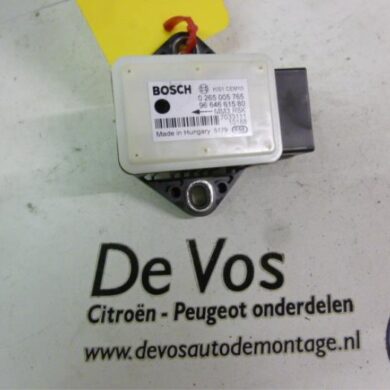 BOSCH
0 265 005 765
96 646 615 80
Made in Hungary
De Vos
Citroën - Peugeot onderdelen
www.devosautodemontage.nl